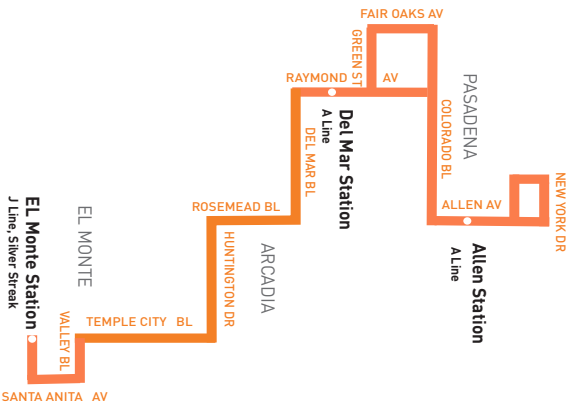 FAIR OAKS AV
GREEN ST
RAYMOND AV
PASADENA
COLORADO BL
Del Mar Station
A Line
DEL MAR BL
NEW YORK DR
ALLEN AV
ROSEMEAD BL
Allen Station
A Line
EL Monte Station
J Line, Silver Streak
EL MONTE
HUNTINGTON DR
ARCADIA
VALLEY BL
TEMPLE CITY BL
SANTA ANITA AV